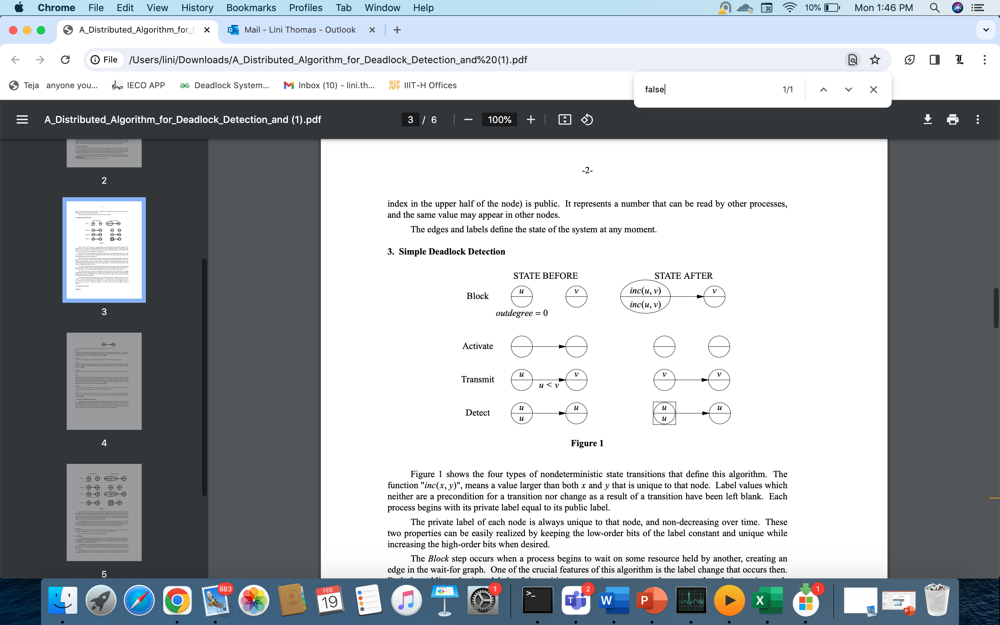 Chrome File Edit View History Bookmarks Profiles Tab Window Help 10% Mon 1:46 PM
A_Distributed_Algorithm_for_ Mail - Lini Thomas - Outlook
File /Users/lini/Downloads/A_Distributed_Algorithm_for_Deadlock_Detection_and%20(1).pdf
Teja anyone you... IECO APP Deadlock System... Inbox (10) - lini.th... W2P APP IIIT-H Offices
false 1/1
A_Distributed_Algorithm_for_Deadlock_Detection_and (1).pdf 3 / 6 100%
2
3
4
5
-2-
index in the upper half of the node) is public. It represents a number that can be read by other processes,
and the same value may appear in other nodes.
The edges and labels define the state of the system at any moment.
3. Simple Deadlock Detection
STATE BEFORE STATE AFTER
Block u v inc(u, v) v
inc(u, v)
outdegree = 0
Activate
Transmit u v v v
u < v
Detect u u u u
u u
Figure 1
Figure 1 shows the four types of nondeterministic state transitions that define this algorithm. The
function "inc(x, y)", means a value larger than both x and y that is unique to that node. Label values which
neither are a precondition for a transition nor change as a result of a transition have been left blank. Each
process begins with its private label equal to its public label.
The private label of each node is always unique to that node, and non-decreasing over time. These
two properties can be easily realized by keeping the low-order bits of the label constant and unique while
increasing the high-order bits when desired.
The Block step occurs when a process begins to wait on some resource held by another, creating an
edge in the wait-for graph. One of the crucial features of this algorithm is the label change that occurs then.
883 FEB 19 KEYNOTE 1 >_ T 2 W P X 1 P